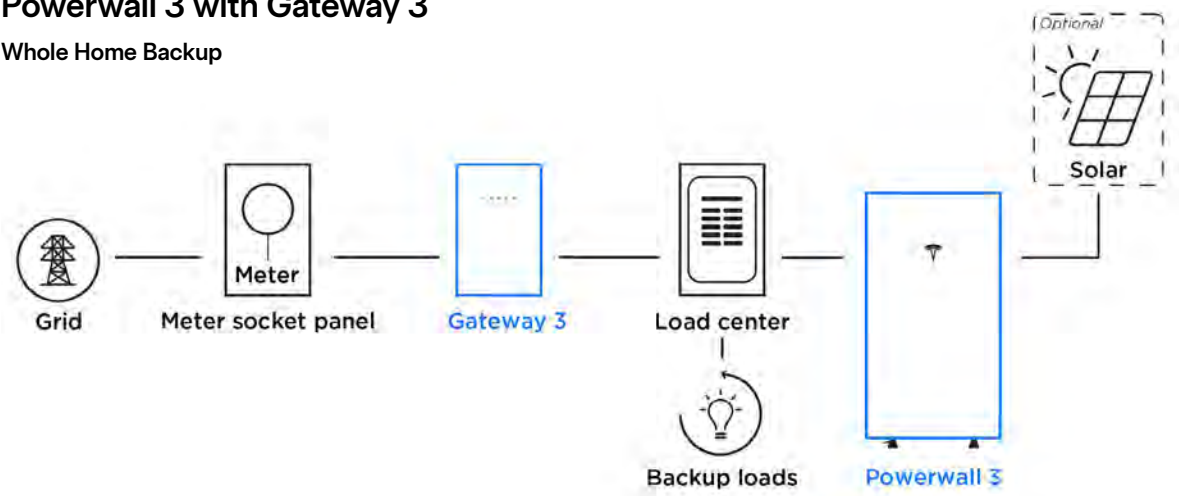 Powerwall 3 with Gateway 3
Whole Home Backup
Optional
Solar
Meter
Grid
Meter socket panel
Gateway 3
Load center
Backup loads
Powerwall 3